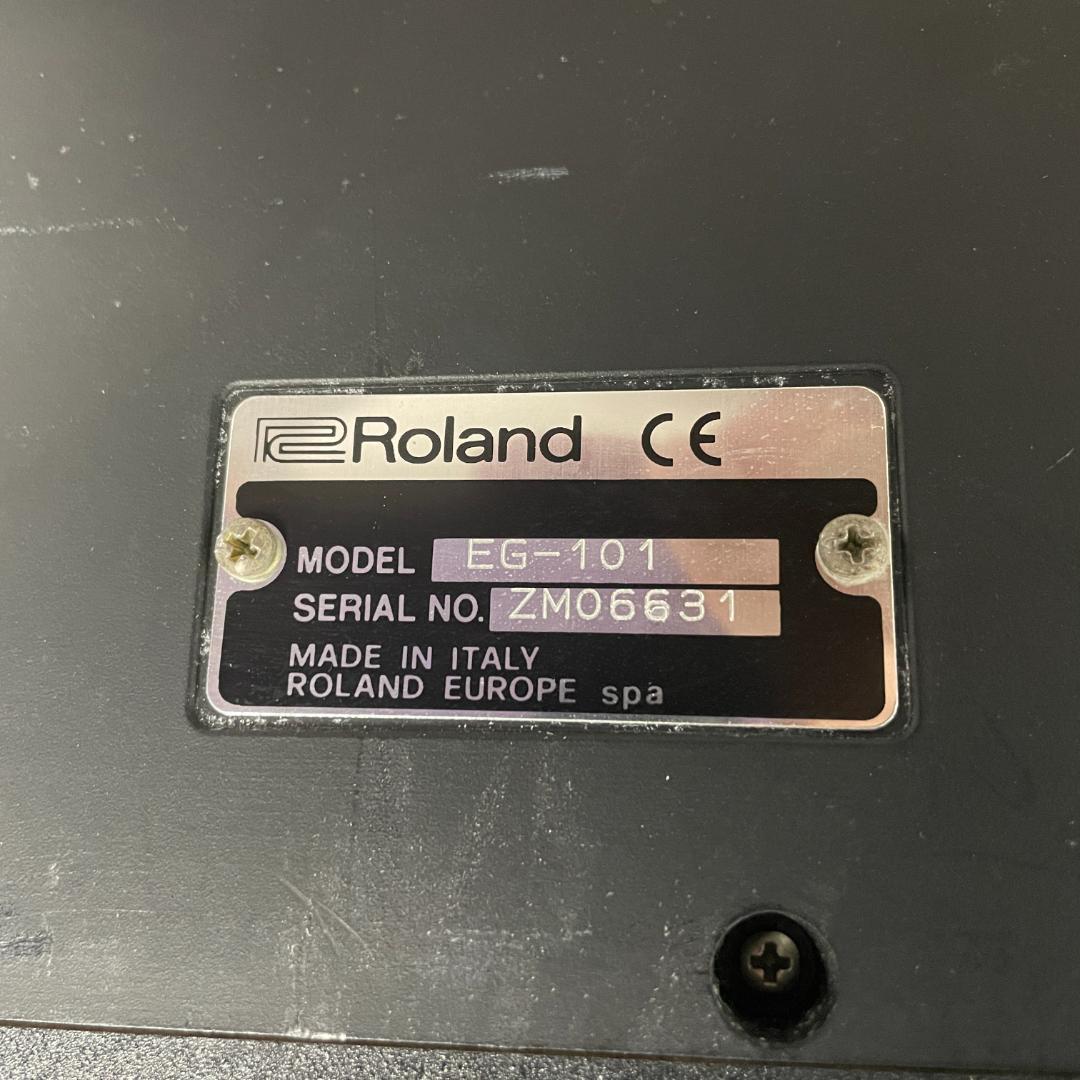 Roland CE
MODEL EG-101
SERIAL NO. ZM06631
MADE IN ITALY
ROLAND EUROPE spa